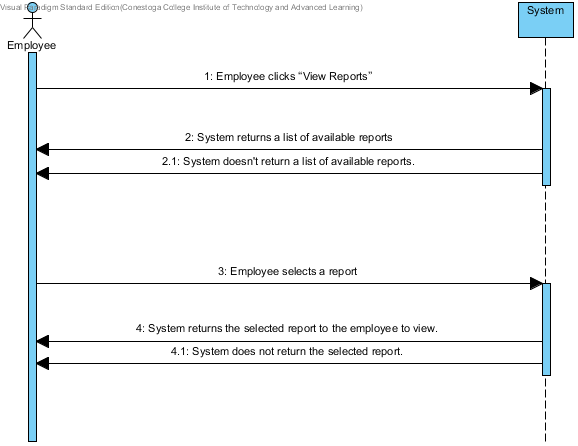 Visual Paradigm Standard Edition(Conestoga College Institute of Technology and Advanced Learning)
Employee
System
1: Employee clicks “View Reports”
2: System returns a list of available reports
2.1: System doesn't return a list of available reports.
3: Employee selects a report
4: System returns the selected report to the employee to view.
4.1: System does not return the selected report.